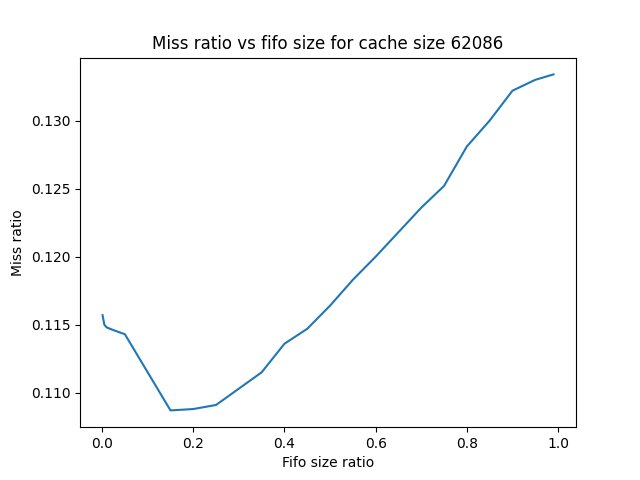 Miss ratio vs fifo size for cache size 62086
Miss ratio
0.130
0.125
0.120
0.115
0.110
0.0 0.2 0.4 0.6 0.8 1.0
Fifo size ratio